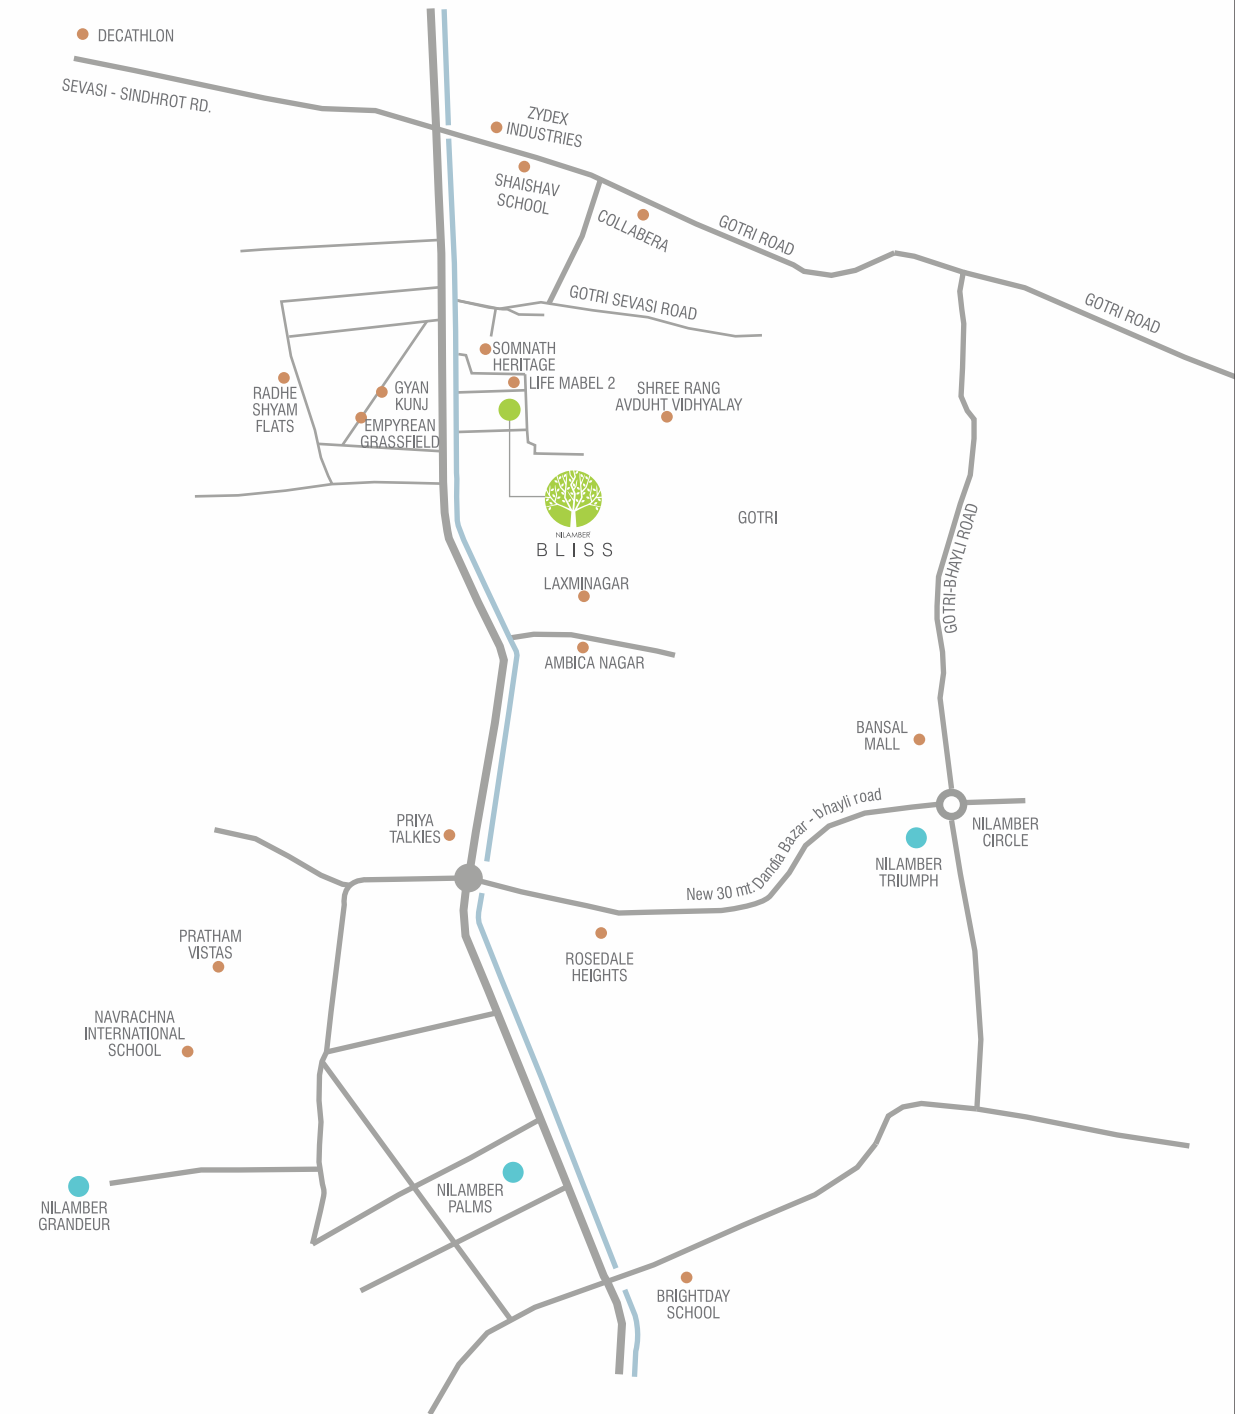 DECATHLON
SEVASI - SINDHROT RD.
ZYDEX
INDUSTRIES
SHAISHAV
SCHOOL
COLLABERA
GOTRI ROAD
GOTRI ROAD
GOTRI SEVASI ROAD
SOMNATH
HERITAGE
LIFE MABEL 2
RADHE
SHYAM
FLATS
GYAN
KUNJ
EMPYREAN
GRASSFIELD
SHREE RANG
AVDUHT VIDHYALAY
NILAMBER
BLISS
GOTRI
GOTRI-BHAYLI ROAD
LAXMINAGAR
AMBICA NAGAR
BANSAL
MALL
PRIYA
TALKIES
New 30 mt. Dandia Bazar - bhayli road
NILAMBER
CIRCLE
NILAMBER
TRIUMPH
PRATHAM
VISTAS
ROSEDALE
HEIGHTS
NAVRACHNA
INTERNATIONAL
SCHOOL
NILAMBER
GRANDEUR
NILAMBER
PALMS
BRIGHTDAY
SCHOOL